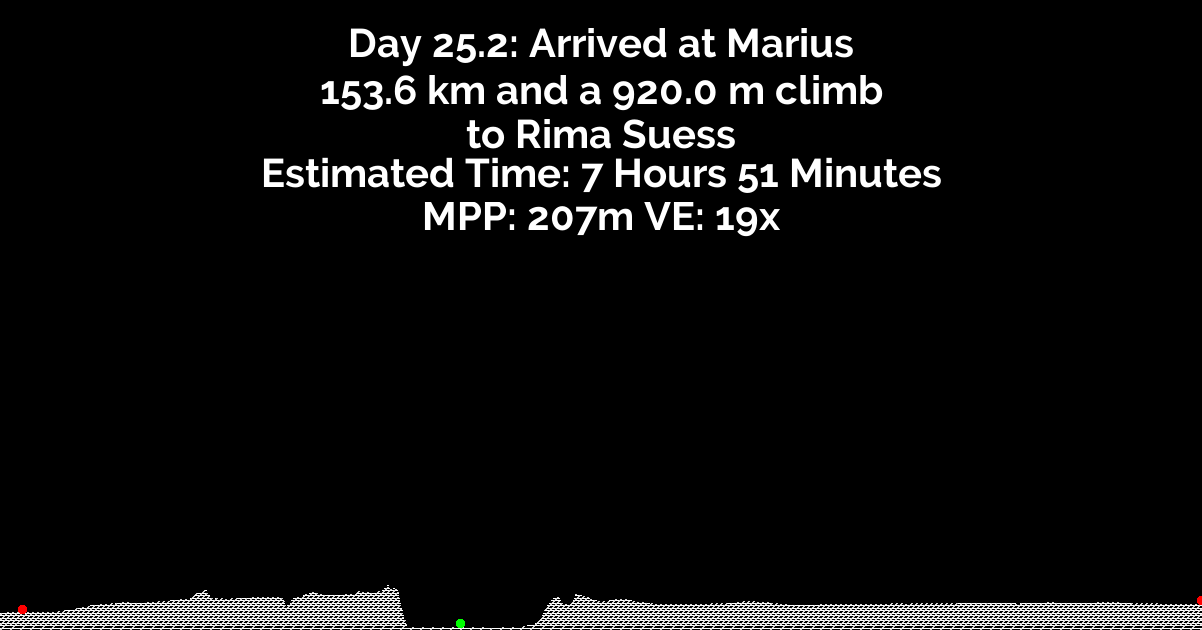 Day 25.2: Arrived at Marius
153.6 km and a 920.0 m climb
to Rima Suess
Estimated Time: 7 Hours 51 Minutes
MPP: 207m VE: 19x